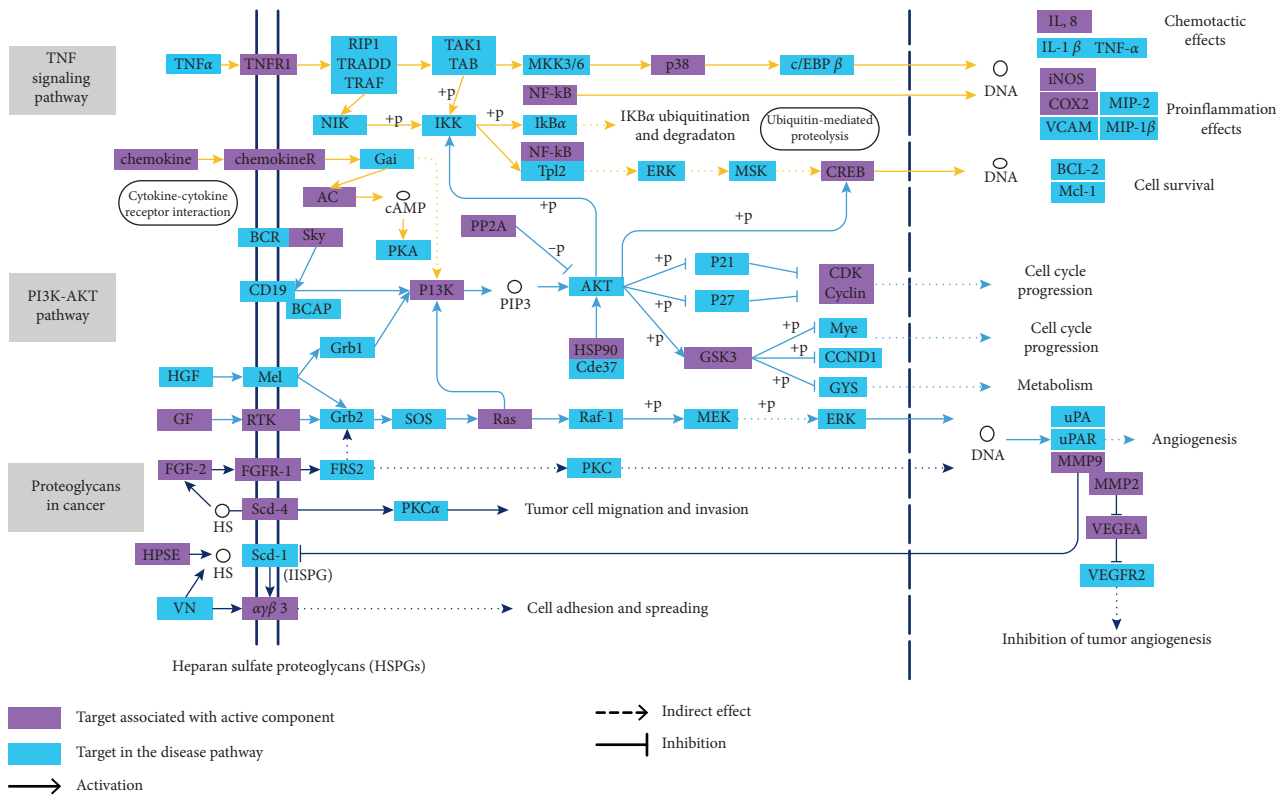 TNF
signaling
pathway
TNFα
TNFR1
RIP1
TRADD
TRAF
TAK1
TAB
MKK3/6
p38
c/EBP β
DNA
IL, 8
IL-1 β TNF-α
Chemotactic
effects
iNOS
COX2
MIP-2
VCAM
MIP-1β
Proinflammation
effects
+p
NF-kB
NIK
+p
IKK
+p
IkBα
IKBα ubiquitination
and degradaton
Ubiquitin-mediated
proteolysis
NF-kB
Tpl2
ERK
MSK
CREB
DNA
BCL-2
Mcl-1
Cell survival
chemokine
chemokineR
Gai
Cytokine-cytokine
receptor interaction
AC
cAMP
PKA
+p
+p
PP2A
–p
BCR
Sky
PI3K-AKT
pathway
CD19
BCAP
P13K
PIP3
AKT
+p
P21
+p
P27
CDK
Cyclin
Cell cycle
progression
+p
Grb1
HSP90
Cde37
GSK3
+p
Mye
Cell cycle
progression
+p
CCND1
+p
GYS
Metabolism
HGF
Mel
GF
RTK
Grb2
SOS
Ras
Raf-1
+p
MEK
+p
ERK
DNA
uPA
uPAR
MMP9
Angiogenesis
MMP2
VEGFA
VEGFR2
Inhibition of tumor angiogenesis
Proteoglycans
in cancer
FGF-2
FGFR-1
FRS2
PKC
HS
Scd-4
PKCα
Tumor cell mignation and invasion
HPSE
HS
Scd-1
(IISPG)
VN
αγβ 3
Cell adhesion and spreading
Heparan sulfate proteoglycans (HSPGs)
Target associated with active component
Target in the disease pathway
Activation
Indirect effect
Inhibition